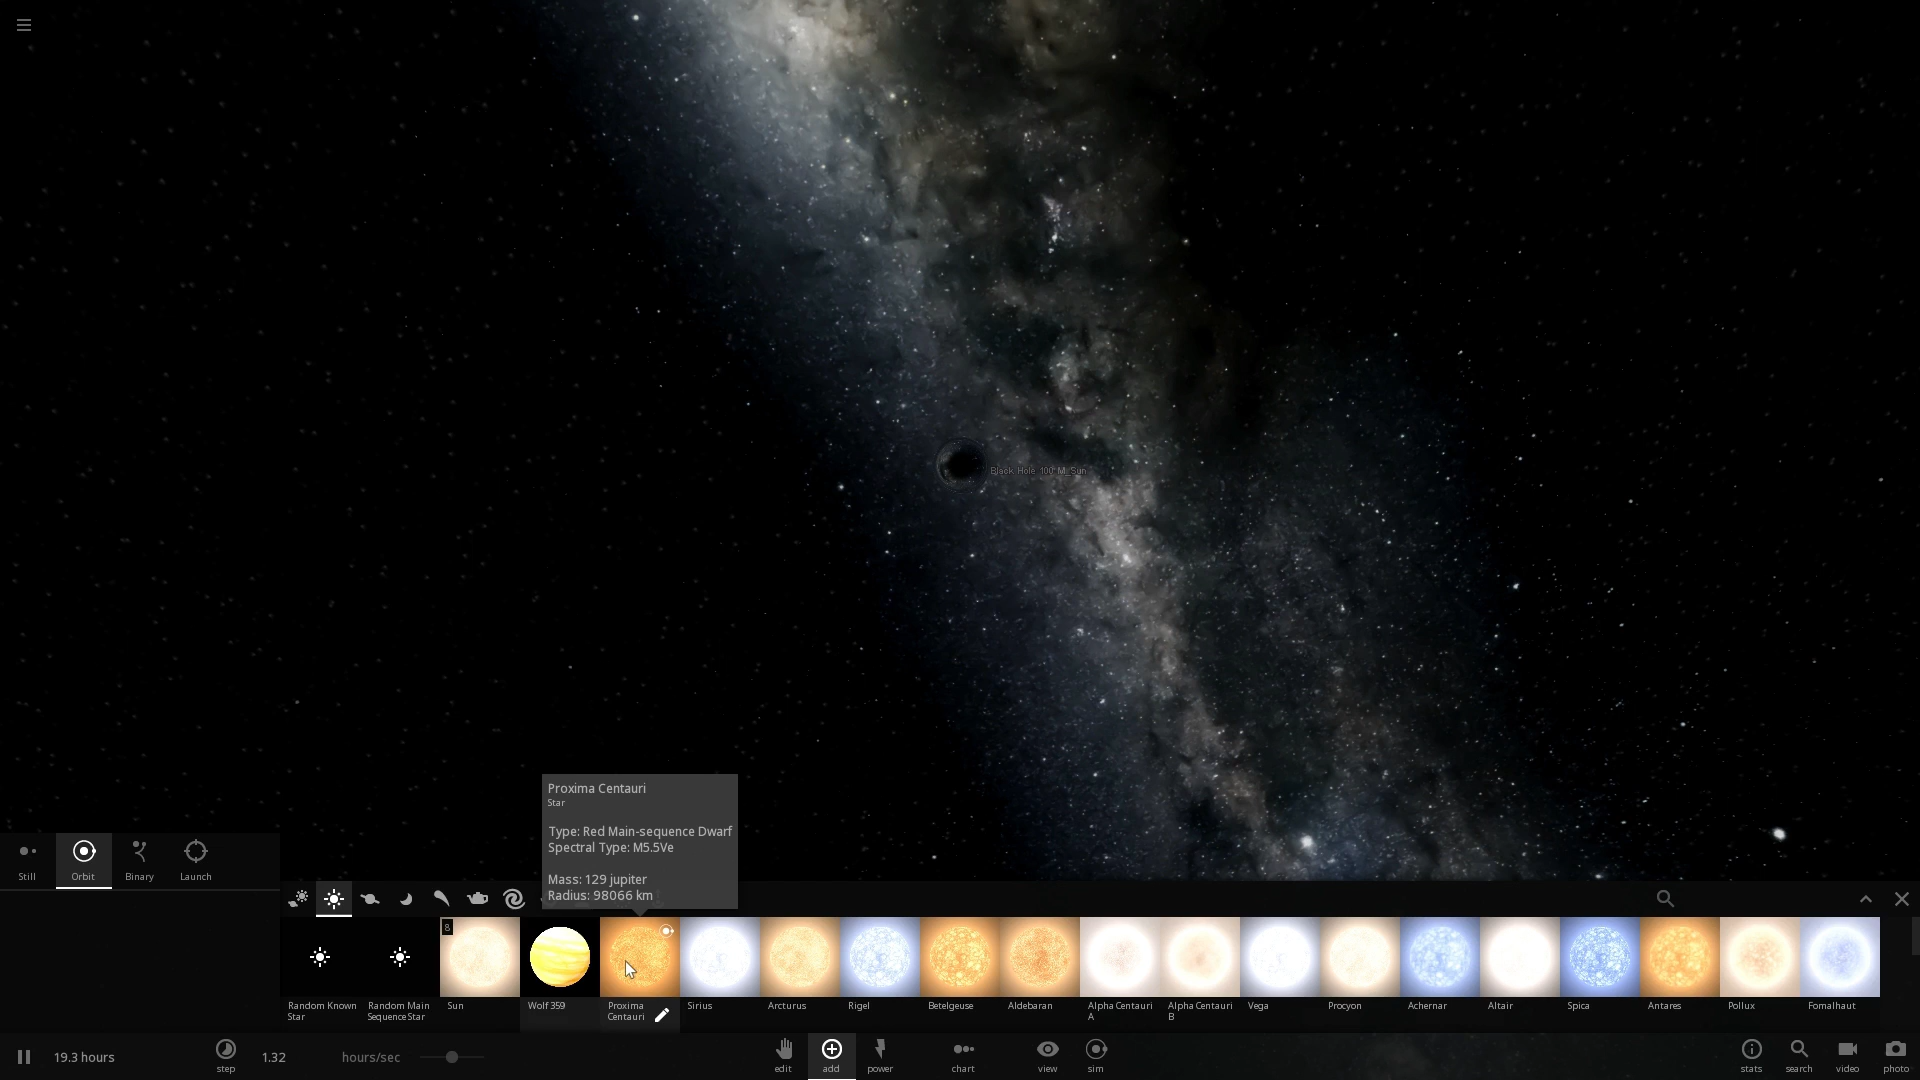 Black Hole 100 M_Sun
Proxima Centauri
Star
Type: Red Main-sequence Dwarf
Spectral Type: M5.5Ve
Mass: 129 jupiter
Radius: 98066 km
Still Orbit Binary Launch
8
Random Known Star
Random Main Sequence Star
Sun
Wolf 359
Proxima Centauri
Sirius
Arcturus
Rigel
Betelgeuse
Aldebaran
Alpha Centauri A
Alpha Centauri B
Vega
Procyon
Achernar
Altair
Spica
Antares
Pollux
Fomalhaut
19.3 hours
step
1.32
hours/sec
edit
add
power
chart
view
sim
stats
search
video
photo